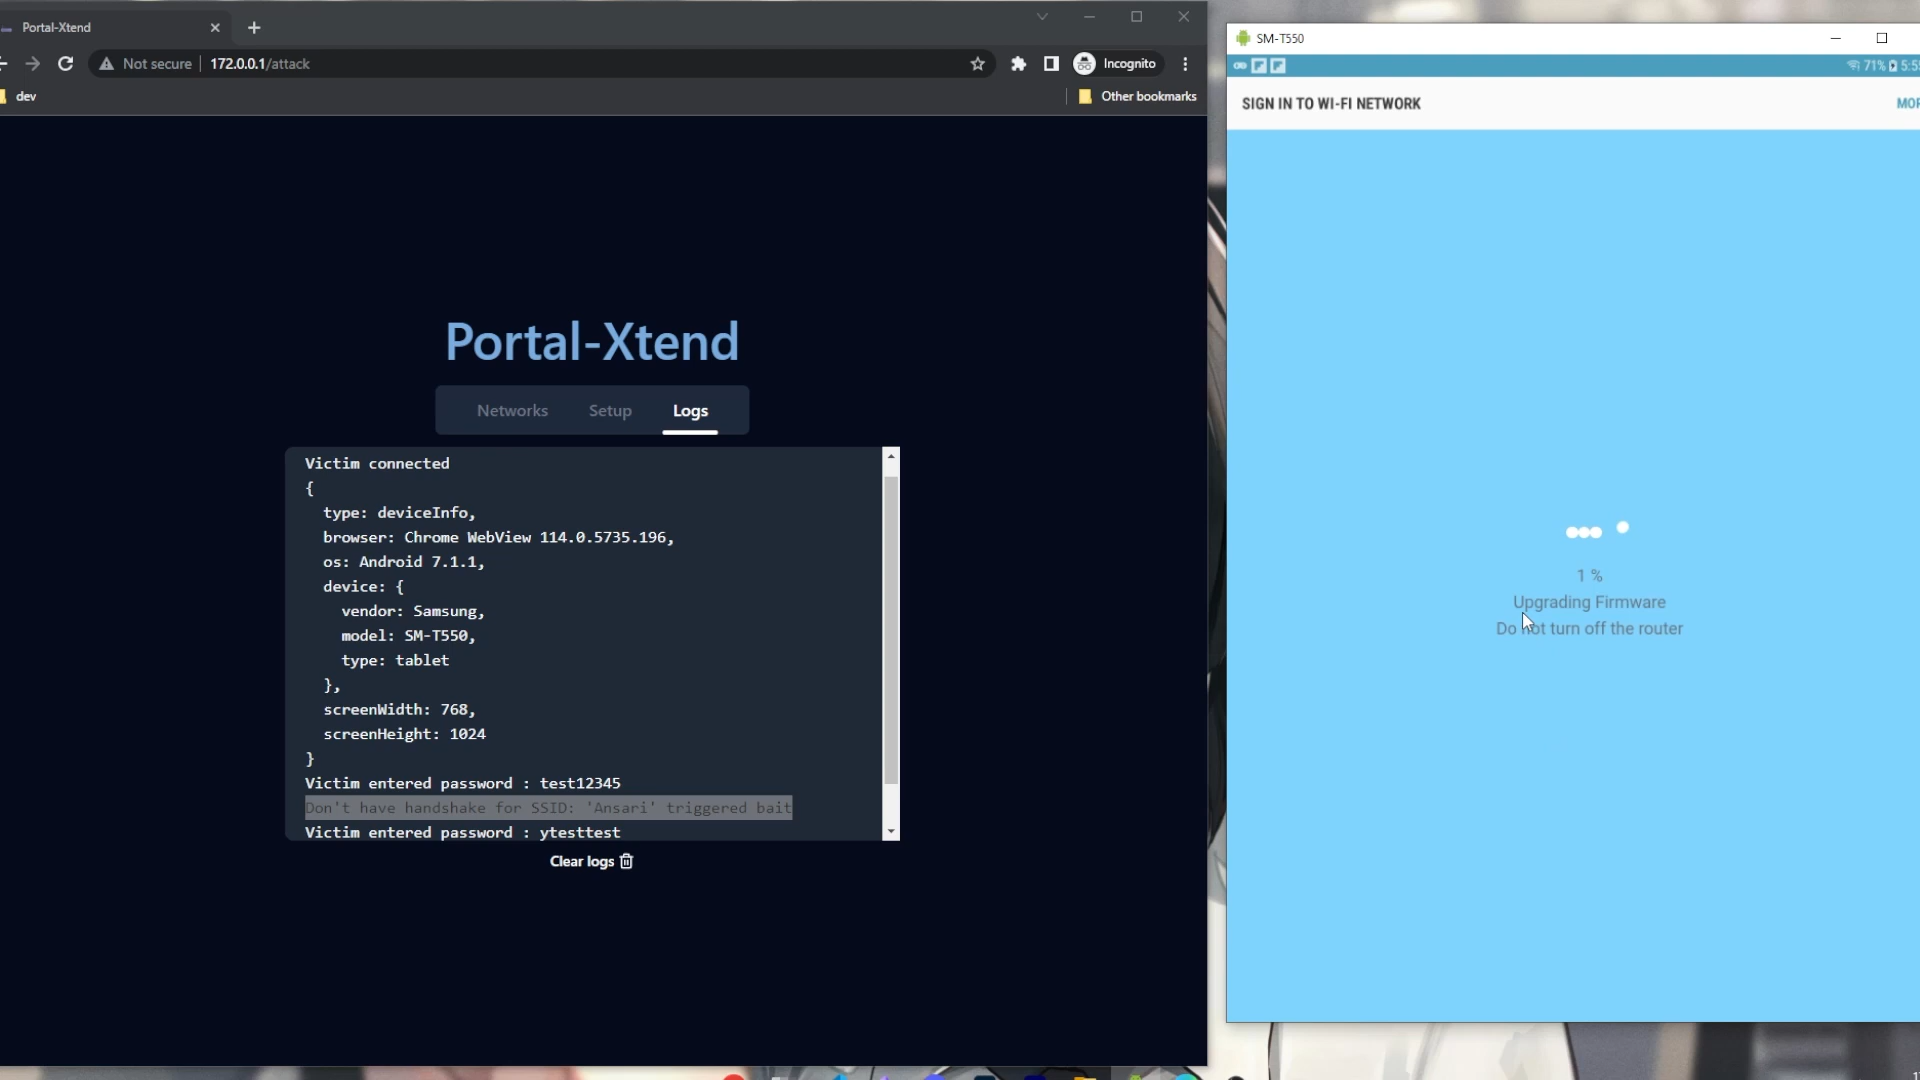 Portal-Xtend
Not secure
172.0.0.1/attack
Incognito
dev
Other bookmarks
Portal-Xtend
Networks
Setup
Logs
Victim connected
{
type: deviceInfo,
browser: Chrome WebView 114.0.5735.196,
os: Android 7.1.1,
device: {
vendor: Samsung,
model: SM-T550,
type: tablet
},
screenWidth: 768,
screenHeight: 1024
}
Victim entered password : test12345
Don't have handshake for SSID: 'Ansari' triggered bait
Victim entered password : ytesttest
Clear logs
SM-T550
71%
5:55
SIGN IN TO WI-FI NETWORK
MOR
1 %
Upgrading Firmware
Do not turn off the router